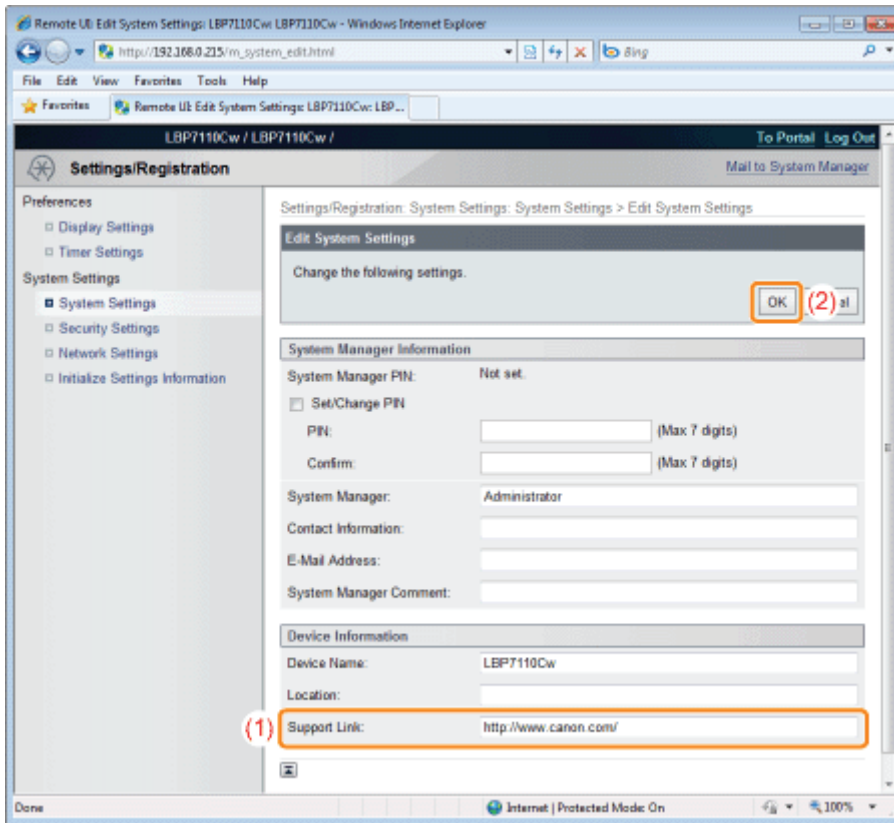 Remote UI: Edit System Settings: LBP7110Cw: LBP7110Cw - Windows Internet Explorer
http://192.168.0.215/m_system_edit.html
Bing
File Edit View Favorites Tools Help
Favorites Remote UI: Edit System Settings: LBP7110Cw: LBP...
LBP7110Cw / LBP7110Cw / To Portal Log Out
Settings/Registration Mail to System Manager
Preferences
Display Settings
Timer Settings
System Settings
System Settings
Security Settings
Network Settings
Initialize Settings Information
Settings/Registration: System Settings: System Settings > Edit System Settings
Edit System Settings
Change the following settings.
OK (2) el
System Manager Information
System Manager PIN: Not set.
Set/Change PIN
PIN: (Max 7 digits)
Confirm: (Max 7 digits)
System Manager: Administrator
Contact Information:
E-Mail Address:
System Manager Comment:
Device Information
Device Name: LBP7110Cw
Location:
(1) Support Link: http://www.canon.com/
Done Internet | Protected Mode: On 100%